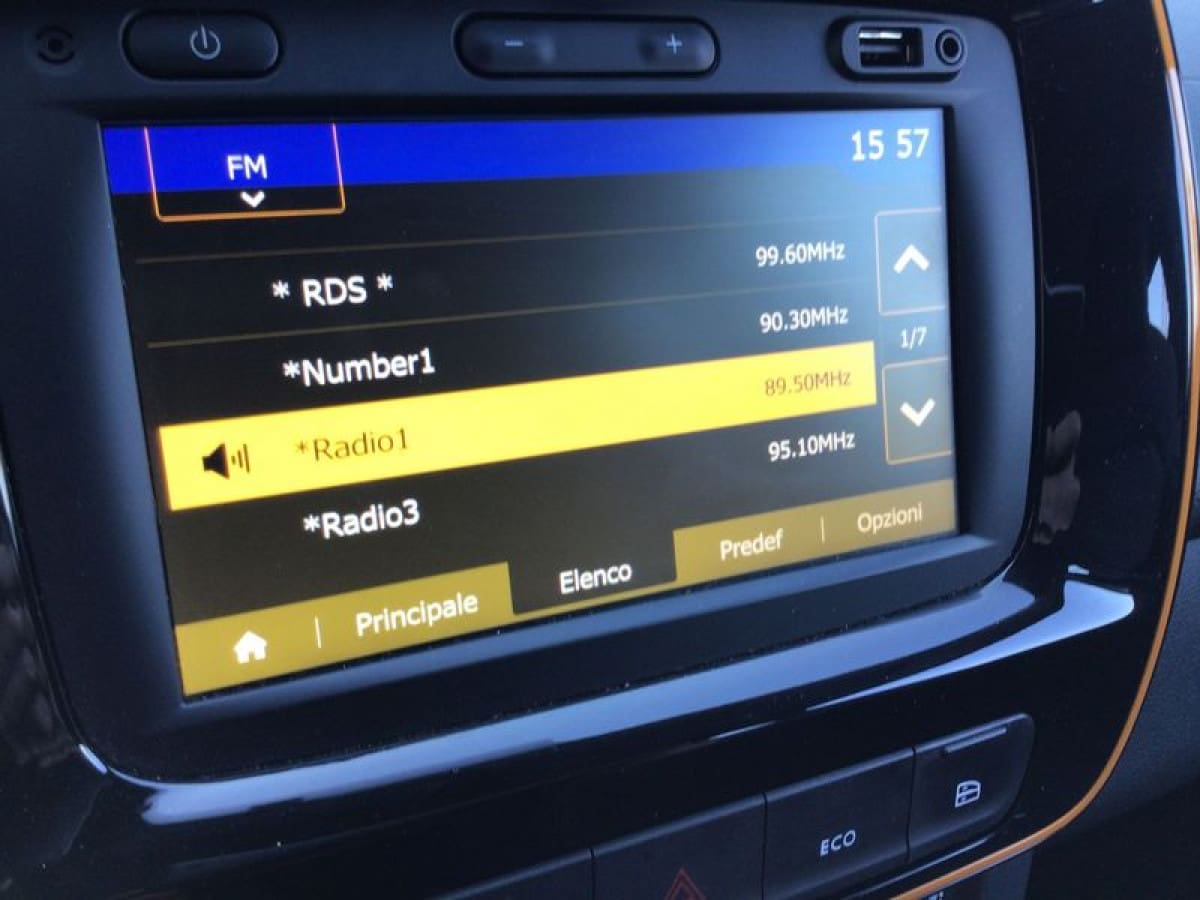 FM
15 57
* RDS * 99.60MHz
*Number1 90.30MHz
1/7
*Radio1 89.50MHz
*Radio3 95.10MHz
Principale Elenco Predef Opzioni
ECO